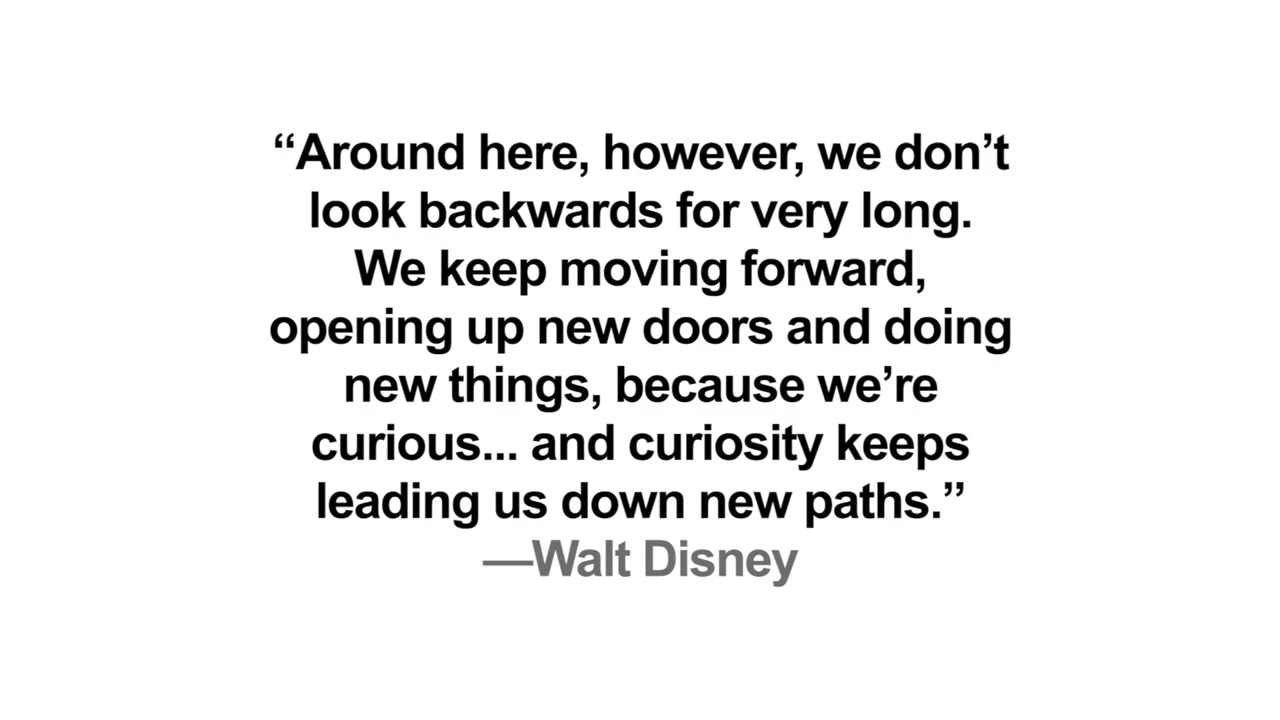 “Around here, however, we don’t
look backwards for very long.
We keep moving forward,
opening up new doors and doing
new things, because we’re
curious... and curiosity keeps
leading us down new paths.”
—Walt Disney